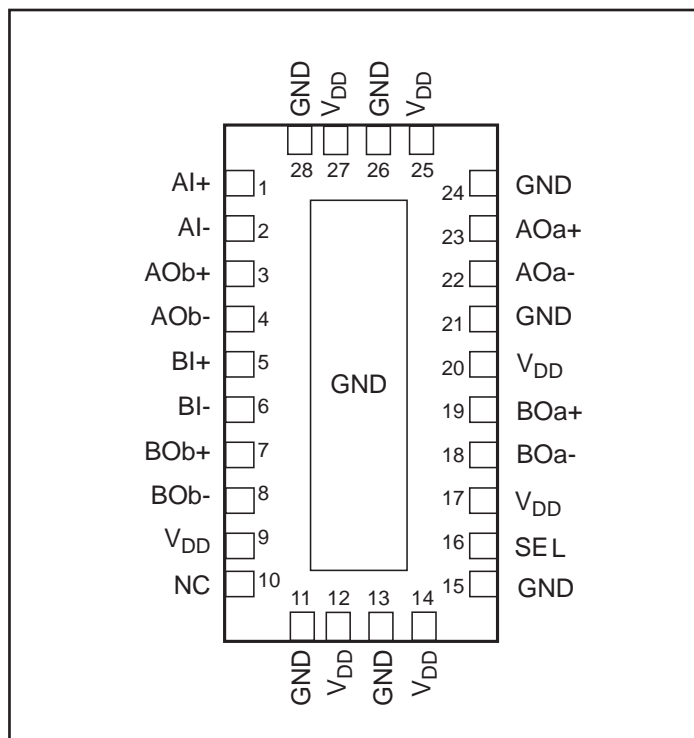 GND VDD GND VDD
28 27 26 25
AI+ 1 24 GND
AI- 2 23 AOa+
AOb+ 3 22 AOa-
AOb- 4 21 GND
BI+ 5 20 VDD
GND
BI- 6 19 BOa+
BOb+ 7 18 BOa-
BOb- 8 17 VDD
VDD 9 16 SEL
NC 10 15 GND
11 12 13 14
GND VDD GND VDD